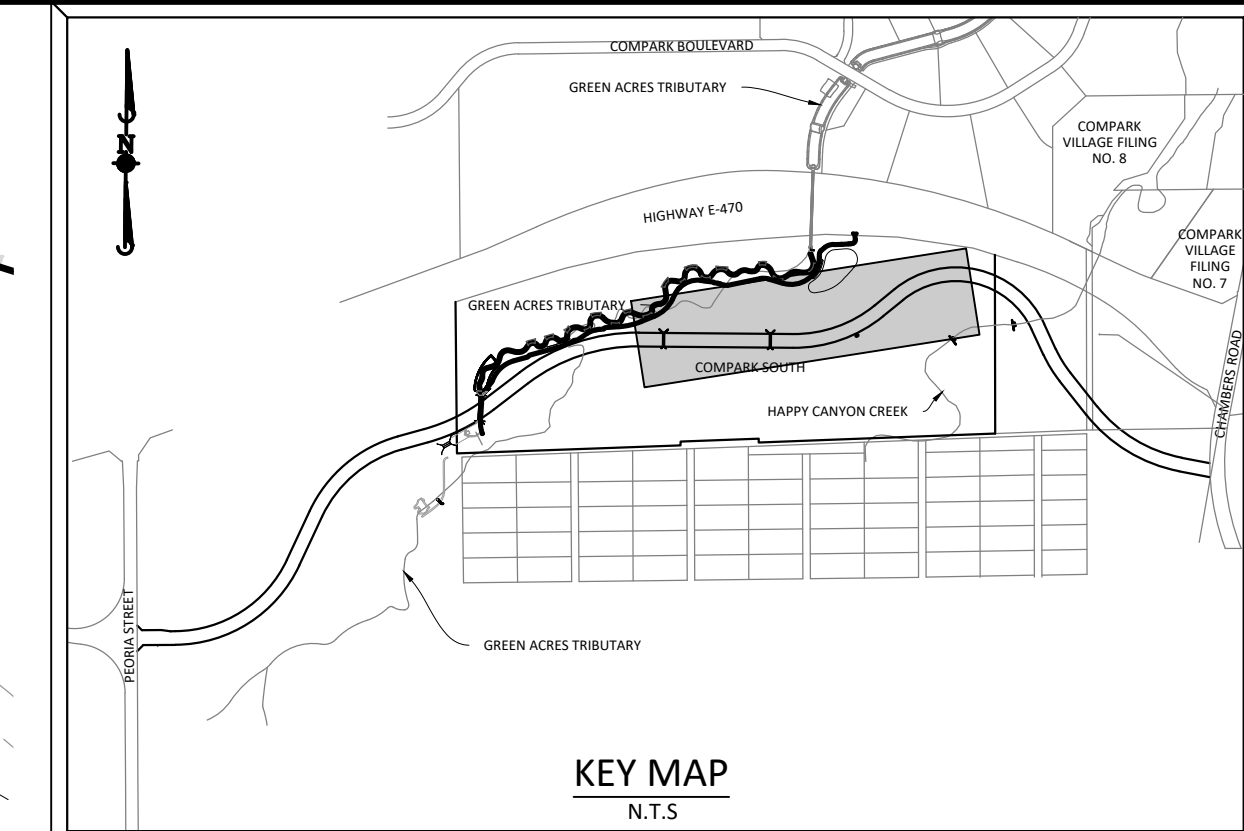 COMPARK BOULEVARD
GREEN ACRES TRIBUTARY
N
COMPARK
VILLAGE FILING
NO. 8
HIGHWAY E-470
COMPARK
VILLAGE
FILING
NO. 7
GREEN ACRES TRIBUTARY
COMPARK SOUTH
HAPPY CANYON CREEK
CHAMBERS ROAD
PEORIA STREET
GREEN ACRES TRIBUTARY
KEY MAP
N.T.S